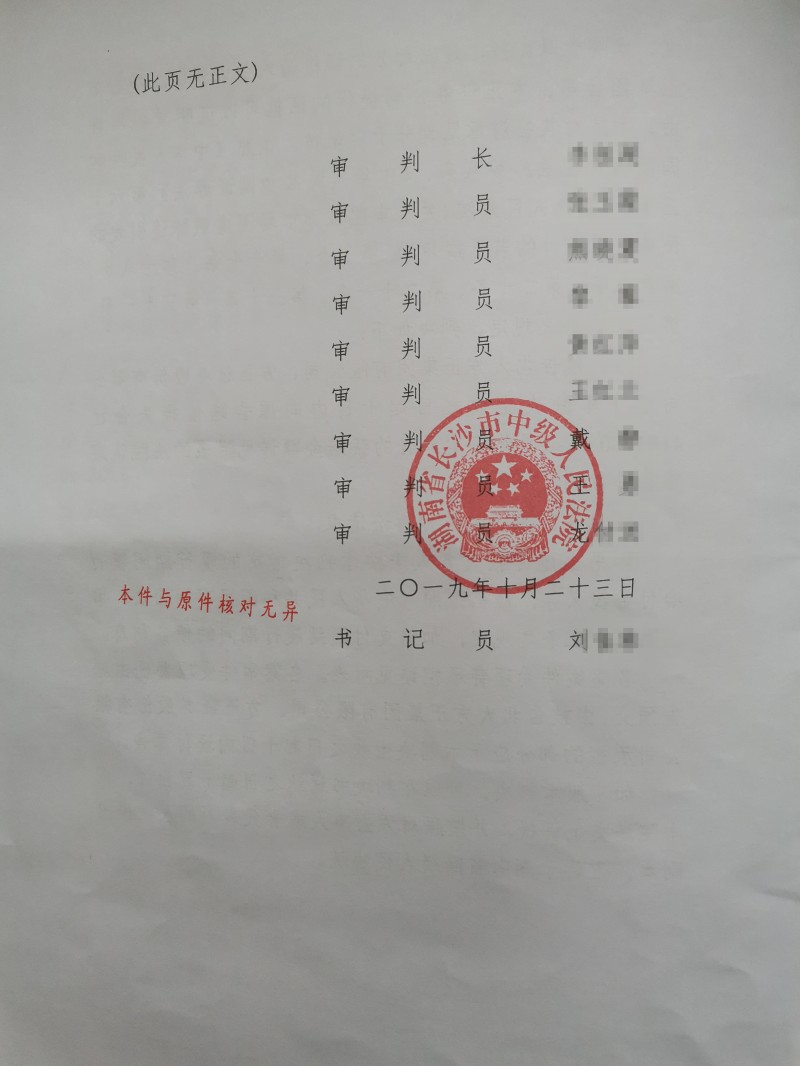 (此页无正文)
审 判 长
审 判 员
审 判 员
审 判 员
审 判 员
审 判 员 王
审 判 员 戴
审 判 员 王
审 判 员 龙
湖南省长沙市中级人民法院
二〇一九年十月二十三日
本件与原件核对无异
书 记 员 刘